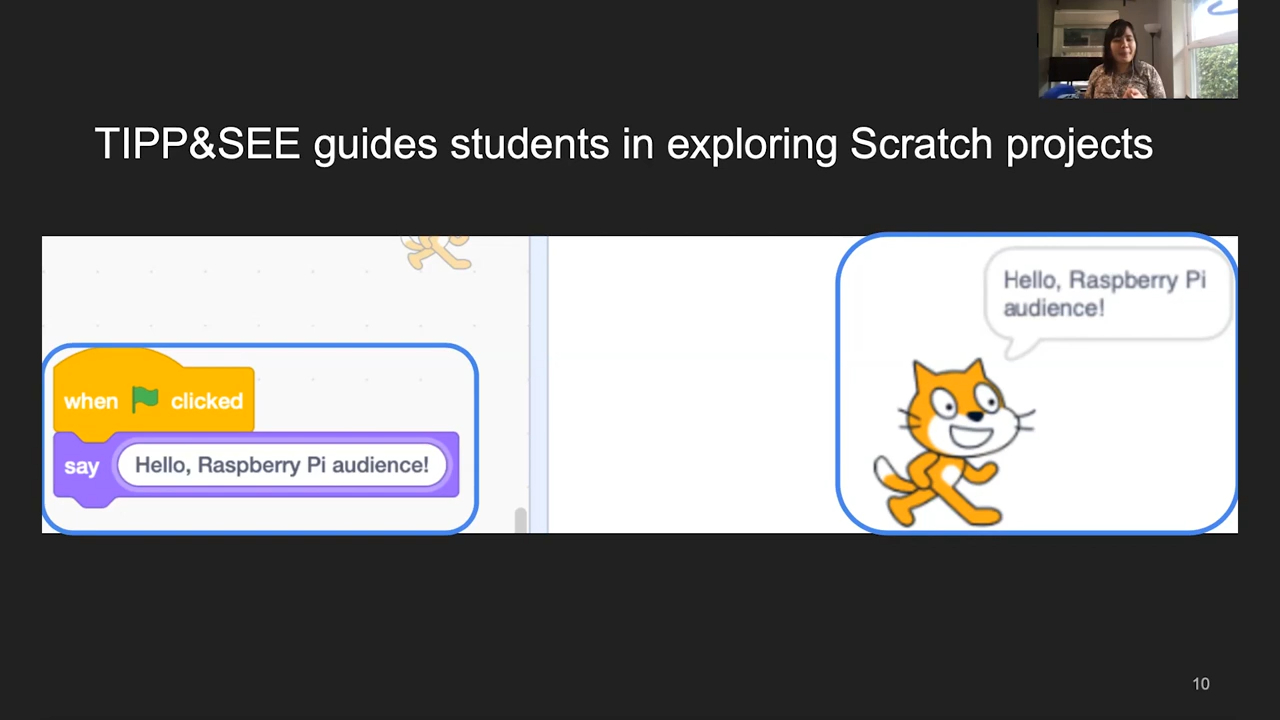 TIPP&SEE guides students in exploring Scratch projects
when clicked
say Hello, Raspberry Pi audience!
Hello, Raspberry Pi
audience!
10